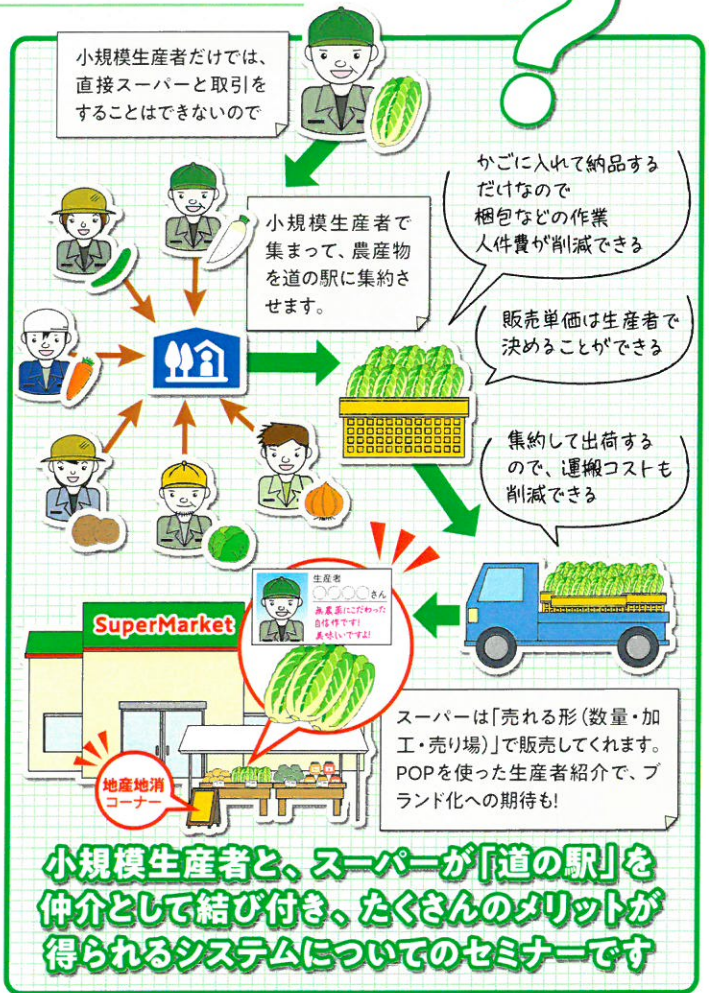 小規模生産者だけでは、
直接スーパーと取引を
することはできないので
かごに入れて納品する
だけなので
梱包などの作業
人件費が削減できる
小規模生産者で
集まって、農産物
を道の駅に集約さ
せます。
販売単価は生産者で
決めることができる
集約して出荷する
ので、運搬コストも
削減できる
生産者
○○○○さん
無農薬にこだわった
自信作です!
美味しいですよ!
SuperMarket
地産地消
コーナー
スーパーは「売れる形(数量・加
工・売り場)」で販売してくれます。
POPを使った生産者紹介で、ブ
ランド化への期待も!
小規模生産者と、スーパーが「道の駅」を
仲介として結び付き、たくさんのメリットが
得られるシステムについてのセミナーです